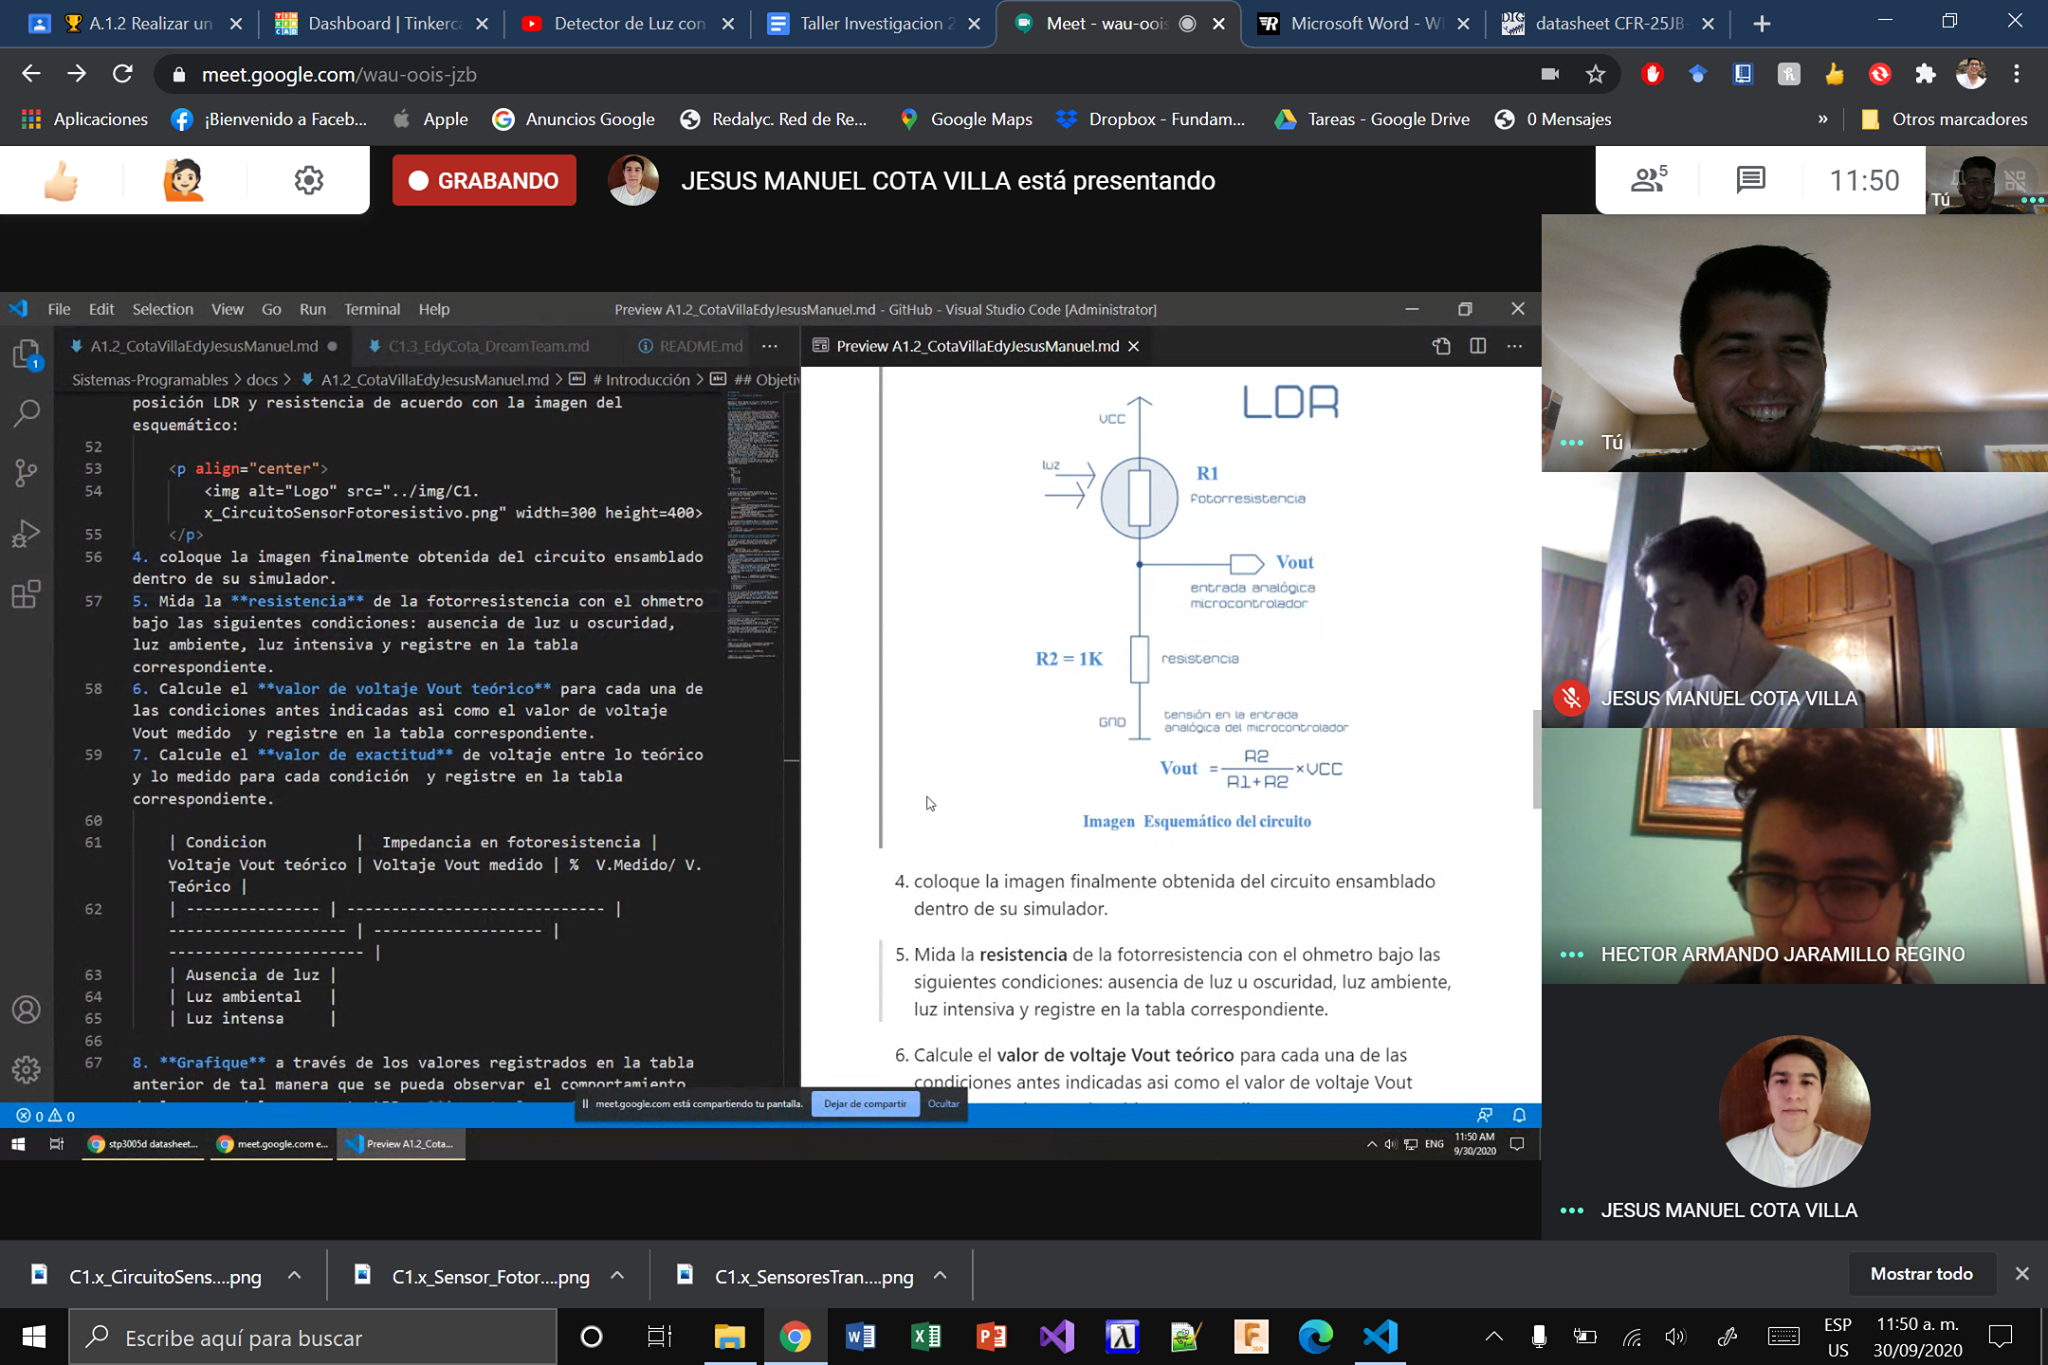 A.1.2 Realizar un
Dashboard | Tinkerca
Detector de Luz con
Taller Investigacion 2
Meet - wau-oois
Microsoft Word - W
datasheet CFR-25JB
meet.google.com/wau-oois-jzb
Aplicaciones
¡Bienvenido a Faceb...
Apple
Anuncios Google
Redalyc. Red de Re...
Google Maps
Dropbox - Fundam...
Tareas - Google Drive
0 Mensajes
»
Otros marcadores
GRABANDO
JESUS MANUEL COTA VILLA está presentando
5
11:50
Tú
File Edit Selection View Go Run Terminal Help
Preview A1.2_CotaVillaEdyJesusManuel.md - GitHub - Visual Studio Code [Administrator]
A1.2_CotaVillaEdyJesusManuel.md
C1.3_EdyCota_DreamTeam.md
README.md
Preview A1.2_CotaVillaEdyJesusManuel.md
1
Sistemas-Programables > docs > A1.2_CotaVillaEdyJesusManuel.md > # Introducción > ## Objetiv
posición LDR y resistencia de acuerdo con la imagen del
esquemático:
52
53 <p align="center">
54 <img alt="Logo" src="../img/C1.
x_CircuitoSensorFotoresistivo.png" width=300 height=400>
55 </p>
56 4. coloque la imagen finalmente obtenida del circuito ensamblado
dentro de su simulador.
57 5. Mida la **resistencia** de la fotorresistencia con el ohmetro
bajo las siguientes condiciones: ausencia de luz u oscuridad,
luz ambiente, luz intensiva y registre en la tabla
correspondiente.
58 6. Calcule el **valor de voltaje Vout teórico** para cada una de
las condiciones antes indicadas asi como el valor de voltaje
Vout medido y registre en la tabla correspondiente.
59 7. Calcule el **valor de exactitud** de voltaje entre lo teórico
y lo medido para cada condición y registre en la tabla
correspondiente.
60
61 | Condicion | Impedancia en fotoresistencia |
Voltaje Vout teórico | Voltaje Vout medido | % V.Medido/ V.
Teórico |
62 | --------------- | ---------------------------- |
-------------------- | ------------------- |
---------------------- |
63 | Ausencia de luz |
64 | Luz ambiental |
65 | Luz intensa |
66
67 8. **Grafique** a través de los valores registrados en la tabla
anterior de tal manera que se pueda observar el comportamiento
LDR
VCC
luz
R1
fotorresistencia
Vout
entrada analógica
microcontrolador
R2 = 1K
resistencia
GND
tensión en la entrada
analógica del microcontrolador
Vout = R2
R1+R2 ×VCC
Imagen Esquemático del circuito
4. coloque la imagen finalmente obtenida del circuito ensamblado
dentro de su simulador.
5. Mida la resistencia de la fotorresistencia con el ohmetro bajo las
siguientes condiciones: ausencia de luz u oscuridad, luz ambiente,
luz intensiva y registre en la tabla correspondiente.
6. Calcule el valor de voltaje Vout teórico para cada una de las
condiciones antes indicadas asi como el valor de voltaje Vout
meet.google.com está compartiendo tu pantalla. Dejar de compartir Ocultar
0 0
stp3005d datasheet...
meet.google.com e...
Preview A1.2_Cota...
ENG
11:50 AM
9/30/2020
Tú
JESUS MANUEL COTA VILLA
HECTOR ARMANDO JARAMILLO REGINO
JESUS MANUEL COTA VILLA
C1.x_CircuitoSens....png
C1.x_Sensor_Fotor....png
C1.x_SensoresTran....png
Mostrar todo
Escribe aquí para buscar
ESP
US
11:50 a. m.
30/09/2020